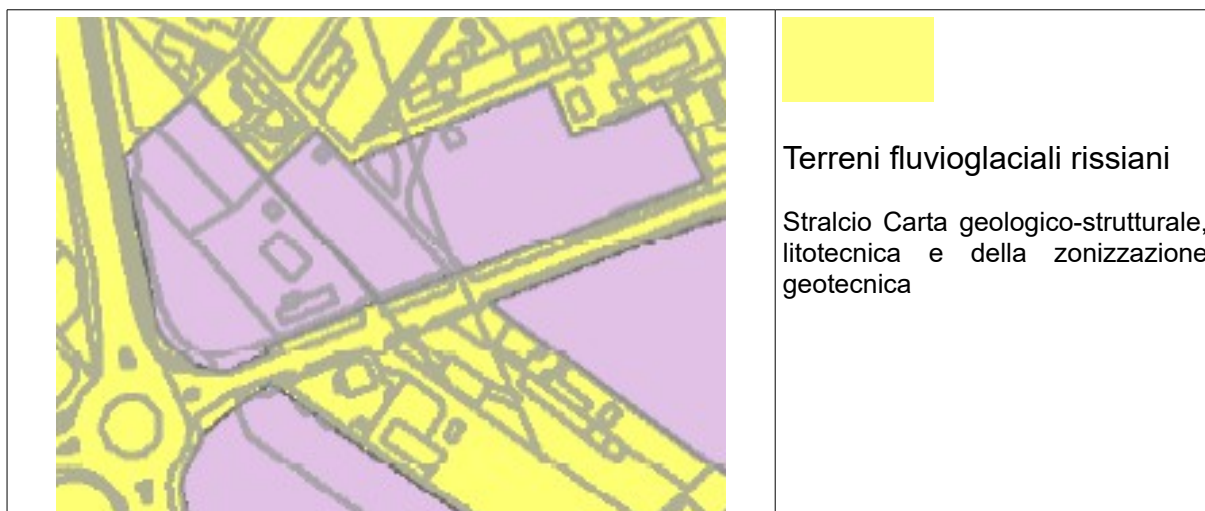 Terreni fluvioglaciali rissiani
Stralcio Carta geologico-strutturale,
litotecnica e della zonizzazione
geotecnica